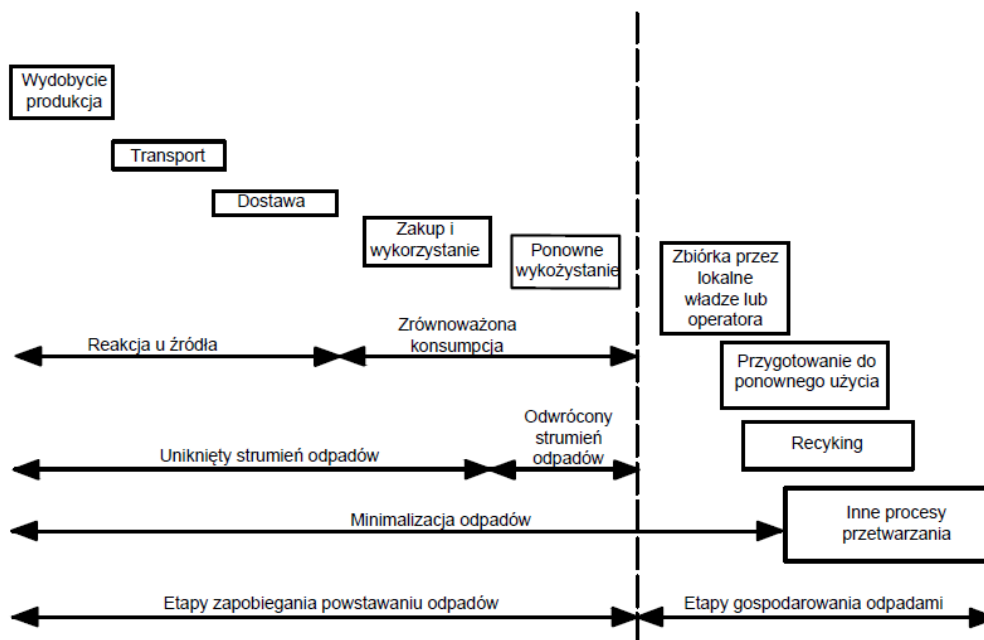 Wydobycie
produkcja
Transport
Dostawa
Zakup i
wykorzystanie
Ponowne
wykożystanie
Zbiórka przez
lokalne
władze lub
operatora
Reakcja u źródła
Zrównoważona
konsumpcja
Przygotowanie do
ponownego użycia
Uniknięty strumień odpadów
Odwrócony
strumień
odpadów
Recyking
Minimalizacja odpadów
Inne procesy
przetwarzania
Etapy zapobiegania powstawaniu odpadów
Etapy gospodarowania odpadami